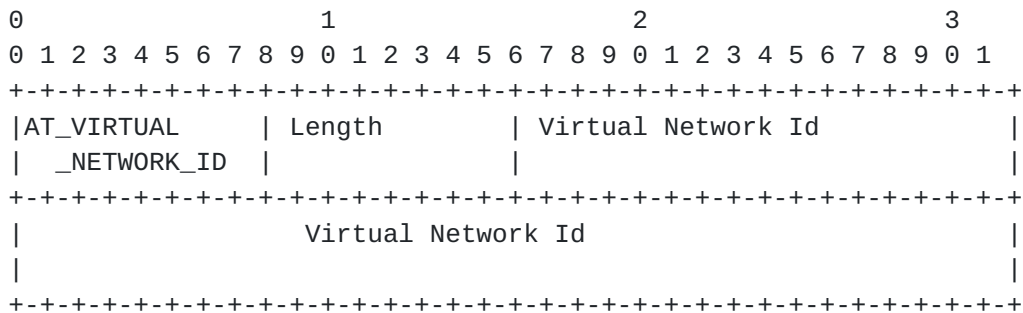 0                   1                   2                   3
0 1 2 3 4 5 6 7 8 9 0 1 2 3 4 5 6 7 8 9 0 1 2 3 4 5 6 7 8 9 0 1
+-+-+-+-+-+-+-+-+-+-+-+-+-+-+-+-+-+-+-+-+-+-+-+-+-+-+-+-+-+-+-+-+
|AT_VIRTUAL     | Length        | Virtual Network Id            |
|  _NETWORK_ID  |               |                               |
+-+-+-+-+-+-+-+-+-+-+-+-+-+-+-+-+-+-+-+-+-+-+-+-+-+-+-+-+-+-+-+-+
|                  Virtual Network Id                           |
|                                                               |
+-+-+-+-+-+-+-+-+-+-+-+-+-+-+-+-+-+-+-+-+-+-+-+-+-+-+-+-+-+-+-+-+